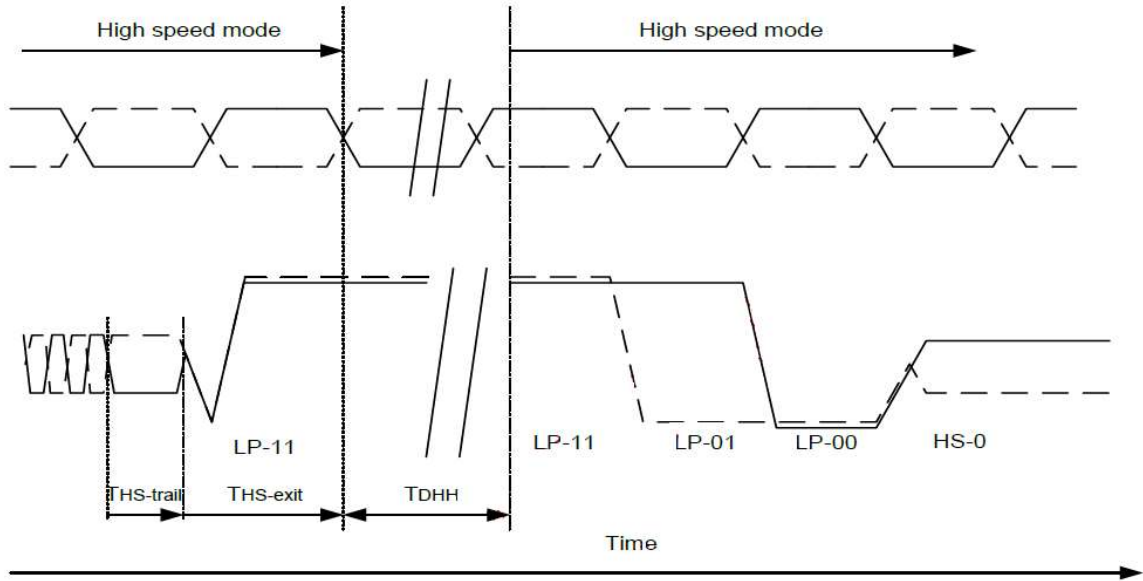 High speed mode
High speed mode
LP-11
LP-11
LP-01
LP-00
HS-0
THS-trail
THS-exit
TDHH
Time